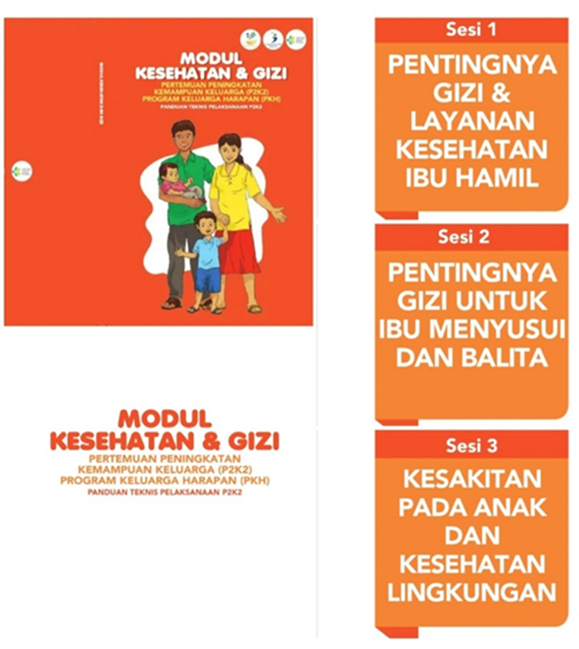 MODUL
KESEHATAN & GIZI
PERTEMUAN PENINGKATAN
KEMAMPUAN KELUARGA (P2K2)
PROGRAM KELUARGA HARAPAN (PKH)
PANDUAN TEKNIS PELAKSANAAN P2K2
MODUL
KESEHATAN & GIZI
PERTEMUAN PENINGKATAN
KEMAMPUAN KELUARGA (P2K2)
PROGRAM KELUARGA HARAPAN (PKH)
PANDUAN TEKNIS PELAKSANAAN P2K2
Sesi 1
PENTINGNYA
GIZI &
LAYANAN
KESEHATAN
IBU HAMIL
Sesi 2
PENTINGNYA
GIZI UNTUK
IBU MENYUSUI
DAN BALITA
Sesi 3
KESAKITAN
PADA ANAK
DAN
KESEHATAN
LINGKUNGAN